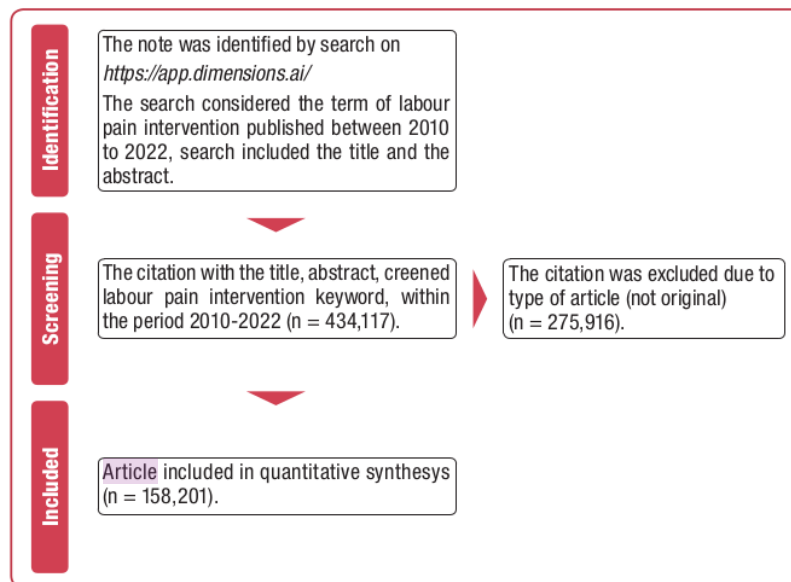 Identification
The note was identified by search on
https://app.dimensions.ai/
The search considered the term of labour
pain intervention published between 2010
to 2022, search included the title and the
abstract.
Screening
The citation with the title, abstract, creened
labour pain intervention keyword, within
the period 2010-2022 (n = 434,117).
The citation was excluded due to
type of article (not original)
(n = 275,916).
Included
Article included in quantitative synthesys
(n = 158,201).